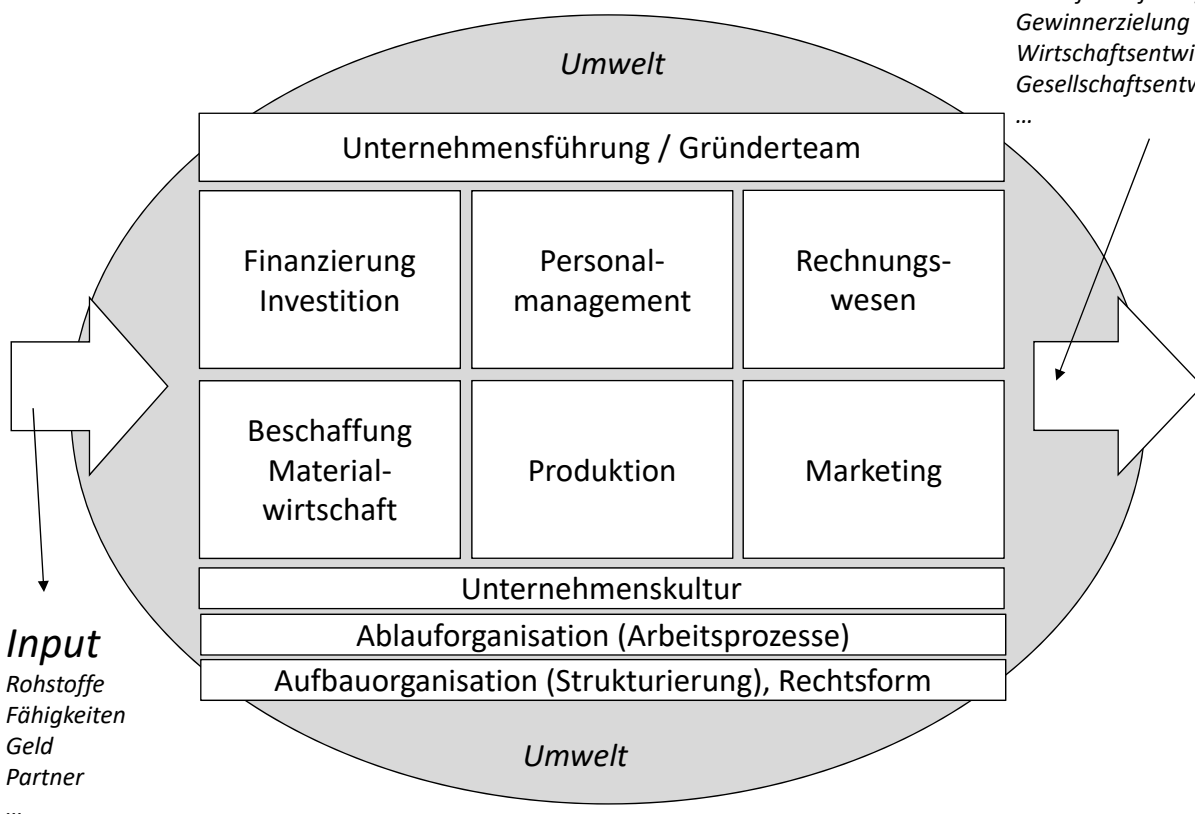 Gewinnerzielung
Umwelt
…
Unternehmensführung / Gründerteam
Finanzierung
Investition
Personal-
management
Rechnungs-
wesen
Beschaffung
Material-
wirtschaft
Produktion
Marketing
Unternehmenskultur
Ablauforganisation (Arbeitsprozesse)
Aufbauorganisation (Strukturierung), Rechtsform
Umwelt
Input
Rohstoffe
Fähigkeiten
Geld
Partner
…